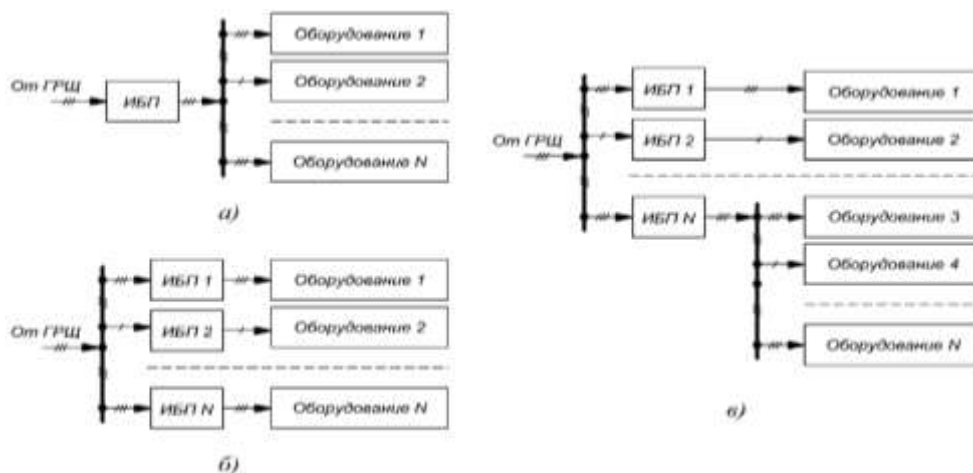 Оборудование 1
От ГРЩ
ИБП
Оборудование 2
Оборудование N
а)
От ГРЩ
ИБП 1
Оборудование 1
ИБП 2
Оборудование 2
ИБП N
Оборудование N
б)
От ГРЩ
ИБП 1
Оборудование 1
ИБП 2
Оборудование 2
ИБП N
Оборудование 3
Оборудование 4
Оборудование N
в)